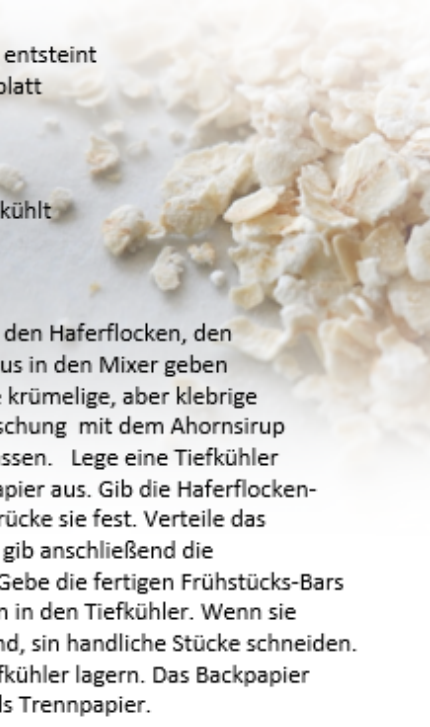 entsteint
blatt
kühlt
den Haferflocken, den
us in den Mixer geben
krümelige, aber klebrige
schung mit dem Ahornsirup
ssen. Lege eine Tiefkühler
apier aus. Gib die Haferflocken-
rücke sie fest. Verteile das
gib anschließend die
Gebe die fertigen Frühstücks-Bars
n in den Tiefkühler. Wenn sie
nd, sin handliche Stücke schneiden.
fkühler lagern. Das Backpapier
ls Trennpapier.